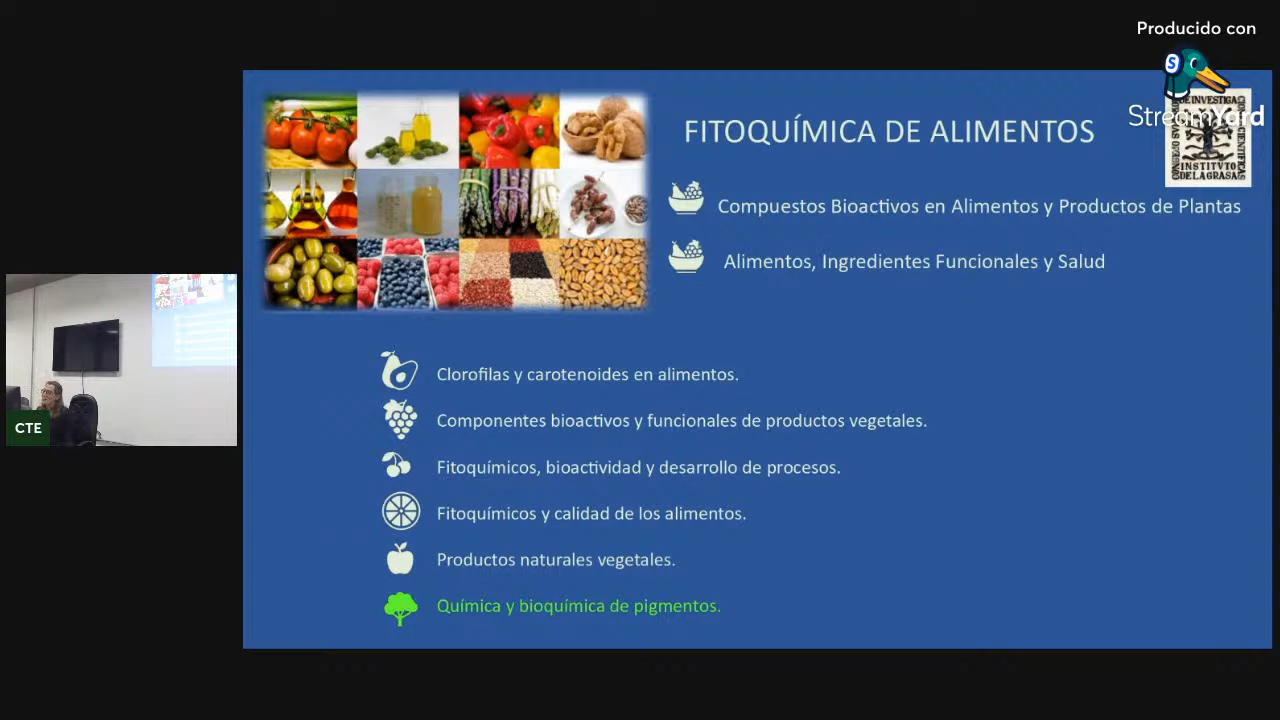 Producido con
StreamYard
FITOQUÍMICA DE ALIMENTOS
INSTITVTO
DE LA GRASA
Compuestos Bioactivos en Alimentos y Productos de Plantas
Alimentos, Ingredientes Funcionales y Salud
Clorofilas y carotenoides en alimentos.
Componentes bioactivos y funcionales de productos vegetales.
Fitoquímicos, bioactividad y desarrollo de procesos.
CTE
Fitoquímicos y calidad de los alimentos.
Productos naturales vegetales.
Química y bioquímica de pigmentos.